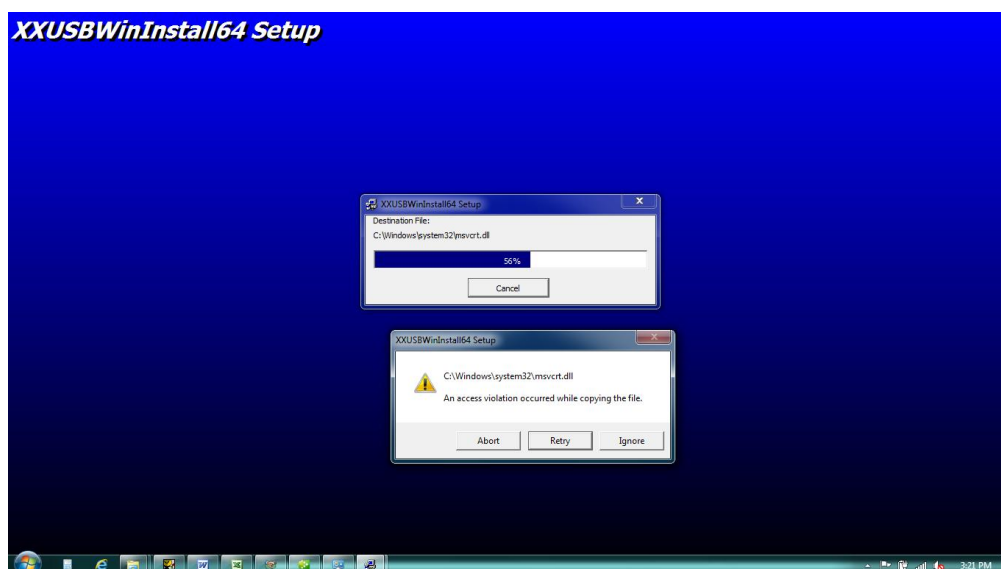 XXUSBWinInstall64 Setup
XXUSBWinInstall64 Setup
Destination File:
C:\Windows\system32\msvcrt.dll
56%
Cancel
XXUSBWinInstall64 Setup
C:\Windows\system32\msvcrt.dll
An access violation occurred while copying the file.
Abort Retry Ignore
3:21 PM